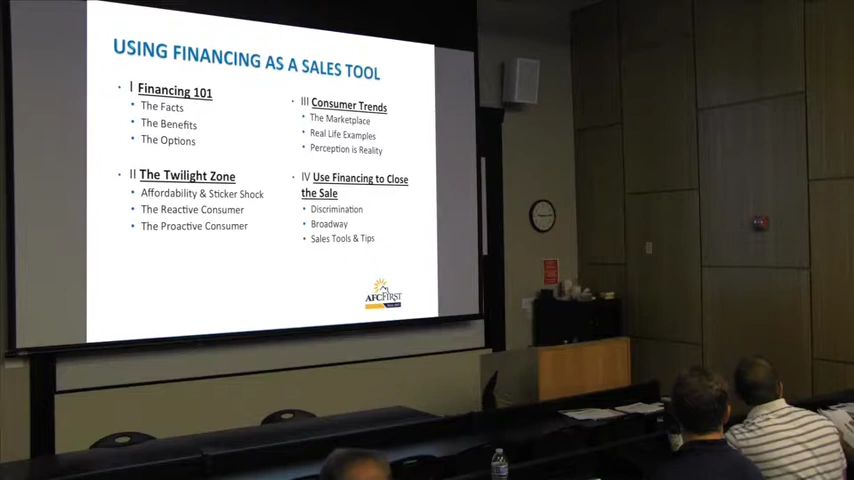 USING FINANCING AS A SALES TOOL
I Financing 101
The Facts
The Benefits
The Options
II The Twilight Zone
Affordability & Sticker Shock
The Reactive Consumer
The Proactive Consumer
III Consumer Trends
The Marketplace
Real Life Examples
Perception is Reality
IV Use Financing to Close
the Sale
Discrimination
Broadway
Sales Tools & Tips
AFC FIRST